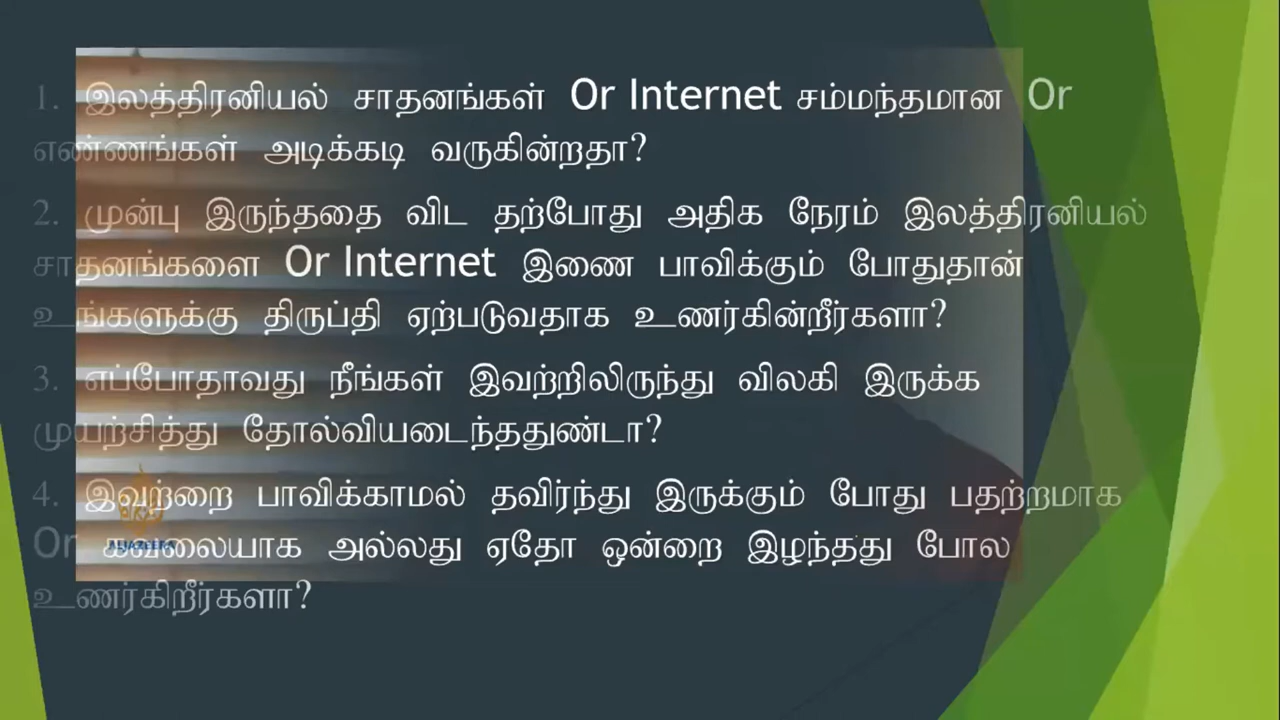 1. இலத்திரனியல் சாதனங்கள் Or Internet சம்மந்தமான Or
எண்ணங்கள் அடிக்கடி வருகின்றதா?
2. முன்பு இருந்ததை விட தற்போது அதிக நேரம் இலத்திரனியல்
சாதனங்களை Or Internet இணை பாவிக்கும் போதுதான்
உங்களுக்கு திருப்தி ஏற்படுவதாக உணர்கின்றீர்களா?
3. எப்போதாவது நீங்கள் இவற்றிலிருந்து விலகி இருக்க
முயற்சித்து தோல்வியடைந்ததுண்டா?
4. இவற்றை பாவிக்காமல் தவிர்ந்து இருக்கும் போது பதற்றமாக
Or கவலையாக அல்லது ஏதோ ஒன்றை இழந்தது போல
ALJAZEERA
உணர்கிறீர்களா?